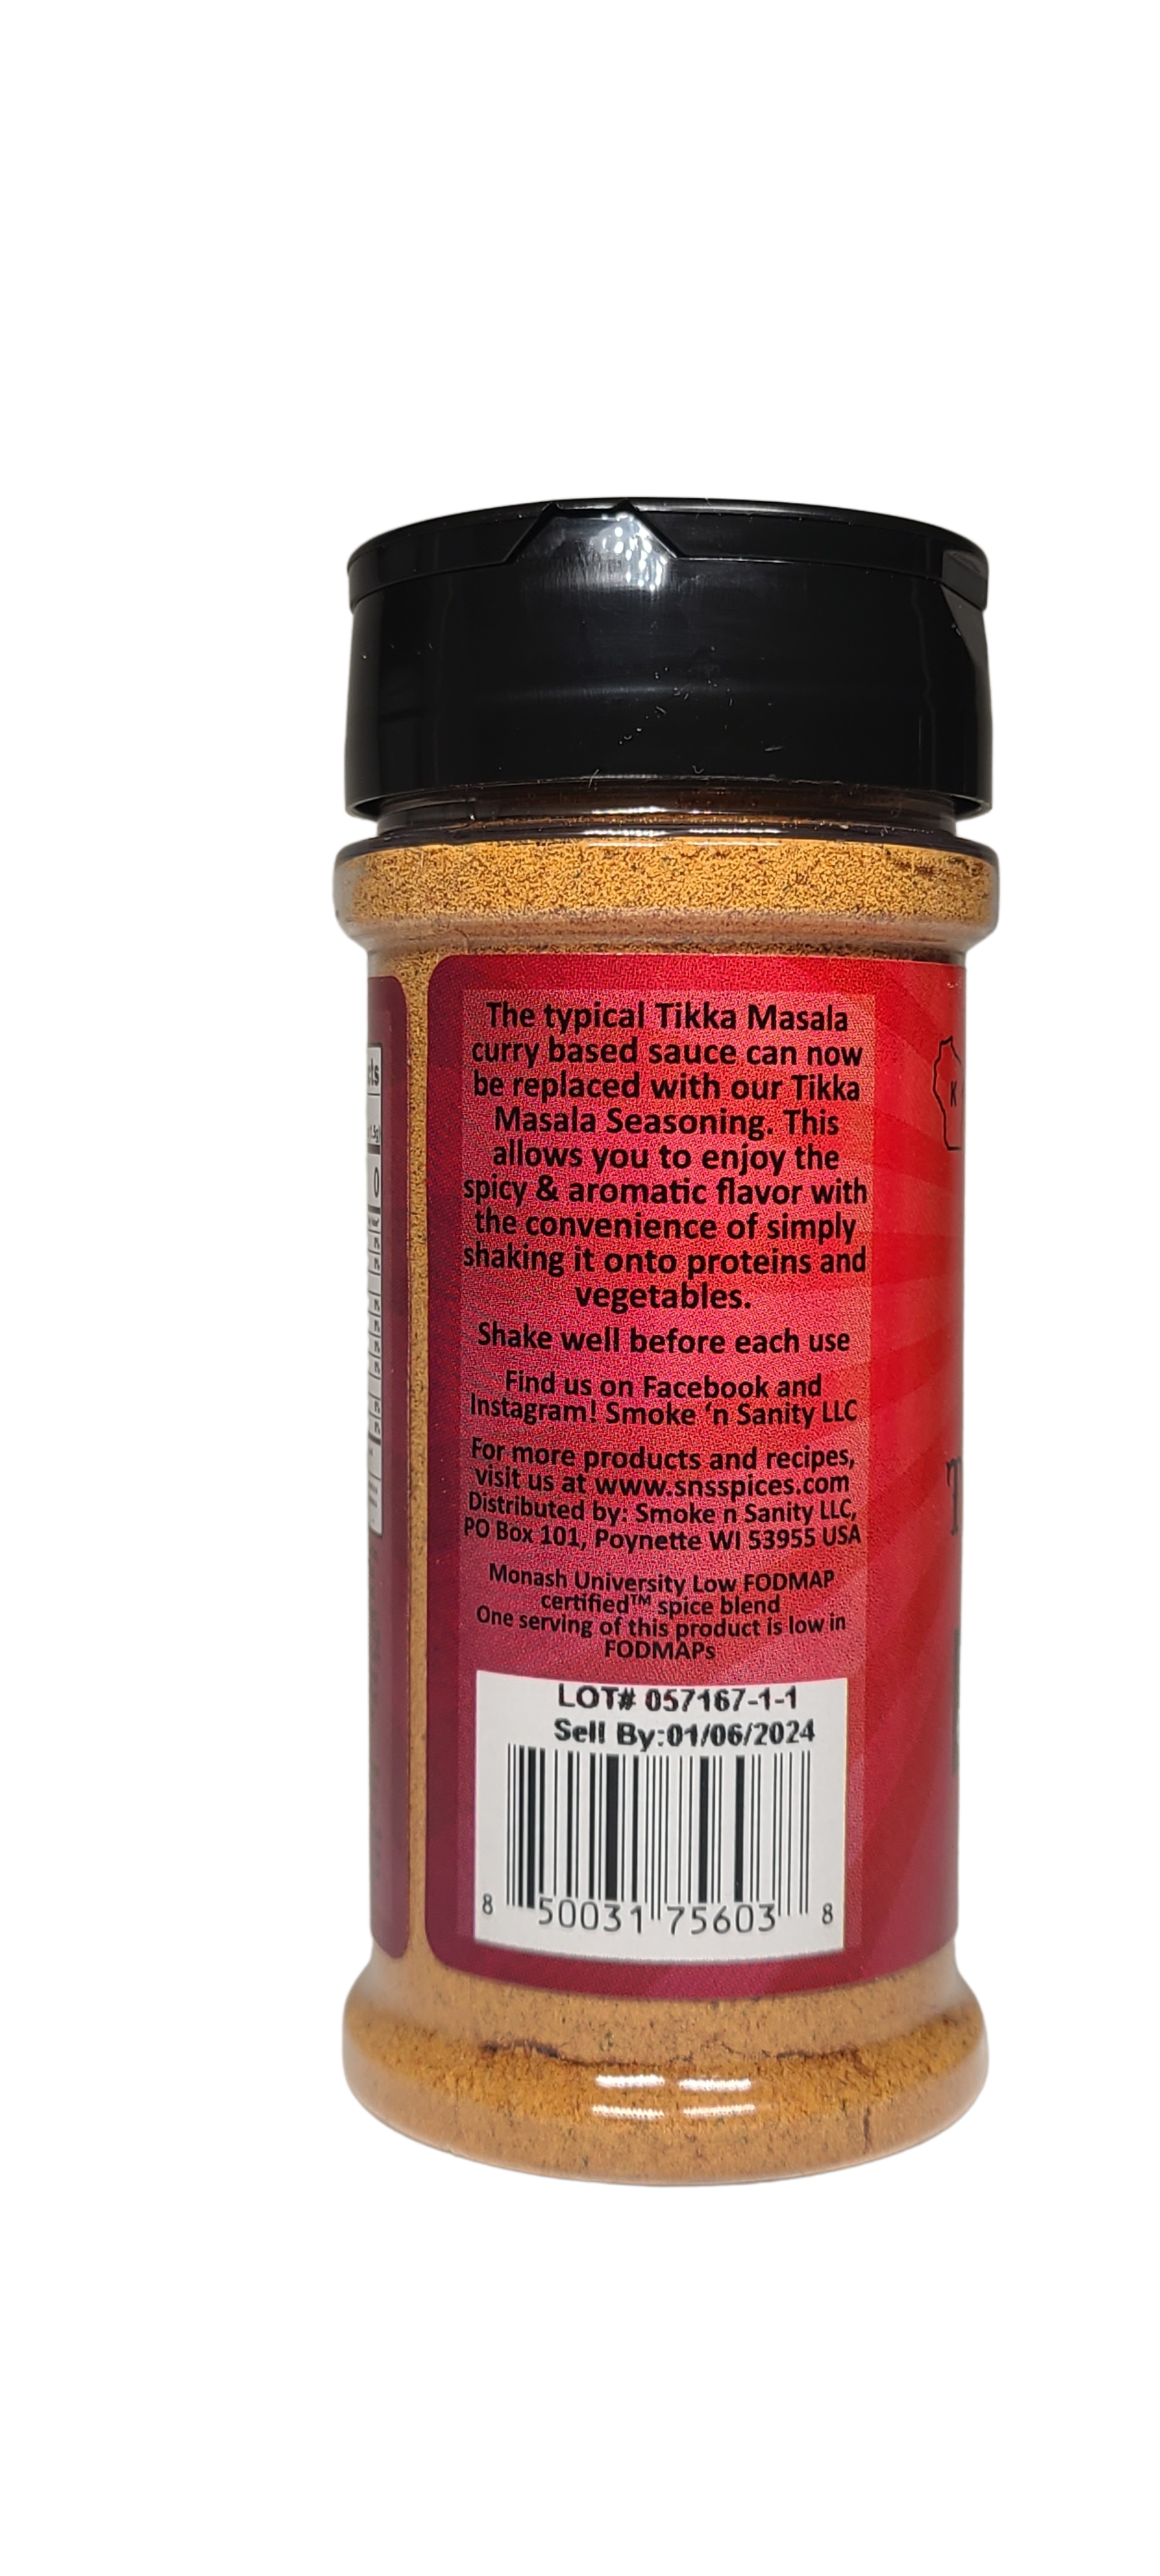 The typical Tikka Masala
curry based sauce can now
be replaced with our Tikka
Masala Seasoning. This
allows you to enjoy the
spicy & aromatic flavor with
the convenience of simply
shaking it onto proteins and
vegetables.
Shake well before each use
Find us on Facebook and
Instagram! Smoke ‘n Sanity LLC
For more products and recipes,
visit us at www.snsspices.com
Distributed by: Smoke n Sanity LLC,
PO Box 101, Poynette WI 53955 USA
Monash University Low FODMAP
certified™ spice blend
One serving of this product is low in
FODMAPs
LOT# 057167-1-1
Sell By:01/06/2024
8 50031 75603 8